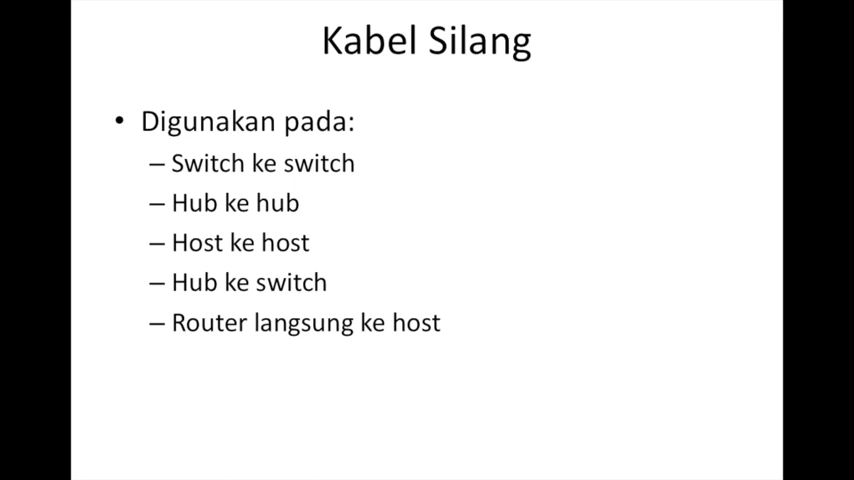 Kabel Silang
• Digunakan pada:
– Switch ke switch
– Hub ke hub
– Host ke host
– Hub ke switch
– Router langsung ke host